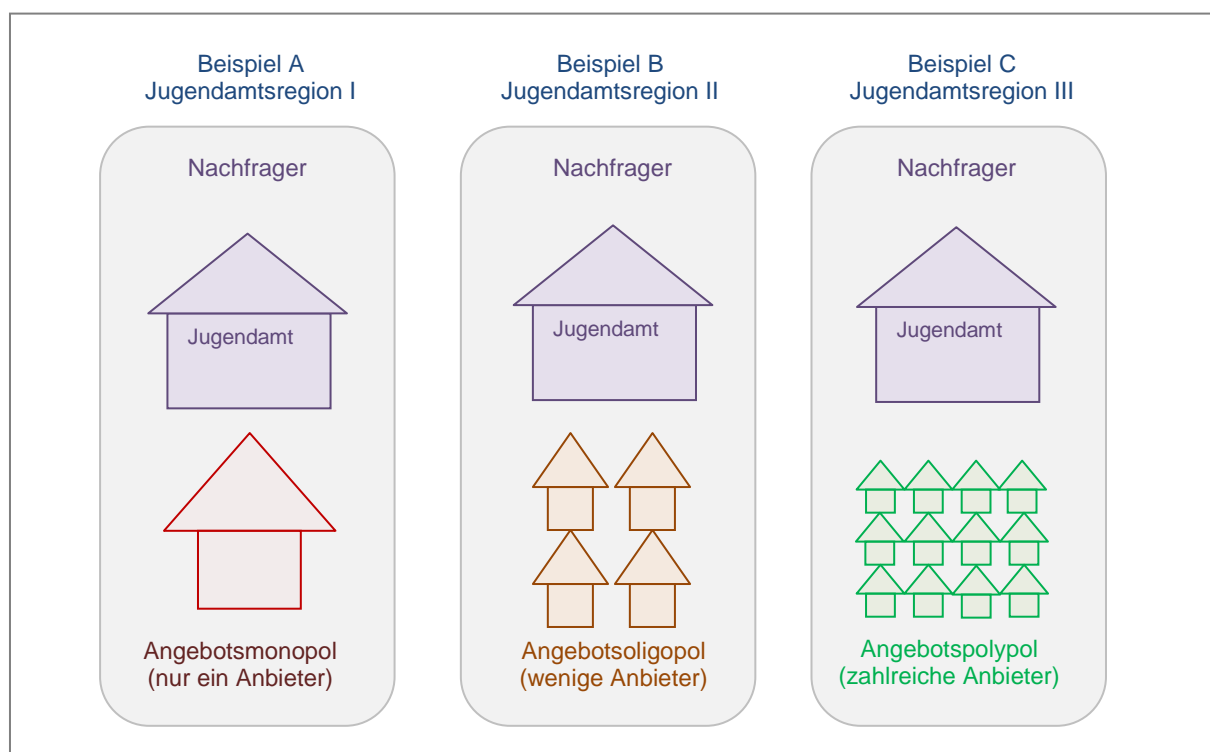 Beispiel A
Jugendamtsregion I
Nachfrager
Jugendamt
Angebotsmonopol
(nur ein Anbieter)
Beispiel B
Jugendamtsregion II
Nachfrager
Jugendamt
Angebotsoligopol
(wenige Anbieter)
Beispiel C
Jugendamtsregion III
Nachfrager
Jugendamt
Angebotspolypol
(zahlreiche Anbieter)